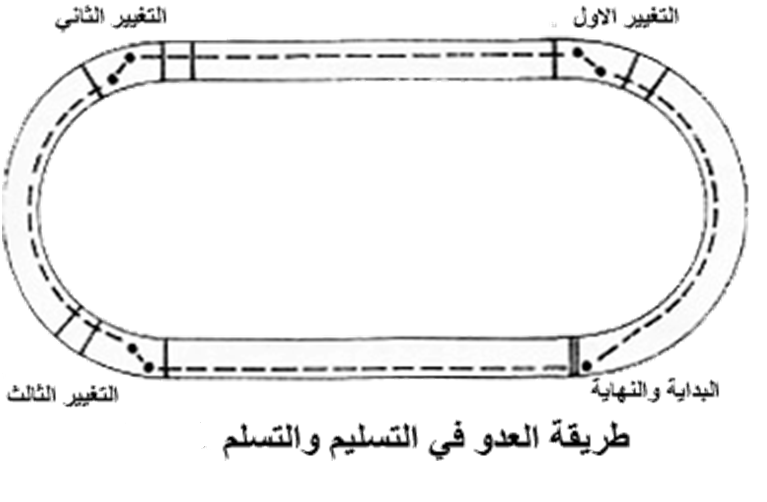 التغيير الاول
التغيير الثاني
البداية والنهاية
التغيير الثالث
طريقة العدو في التسليم والتسلم